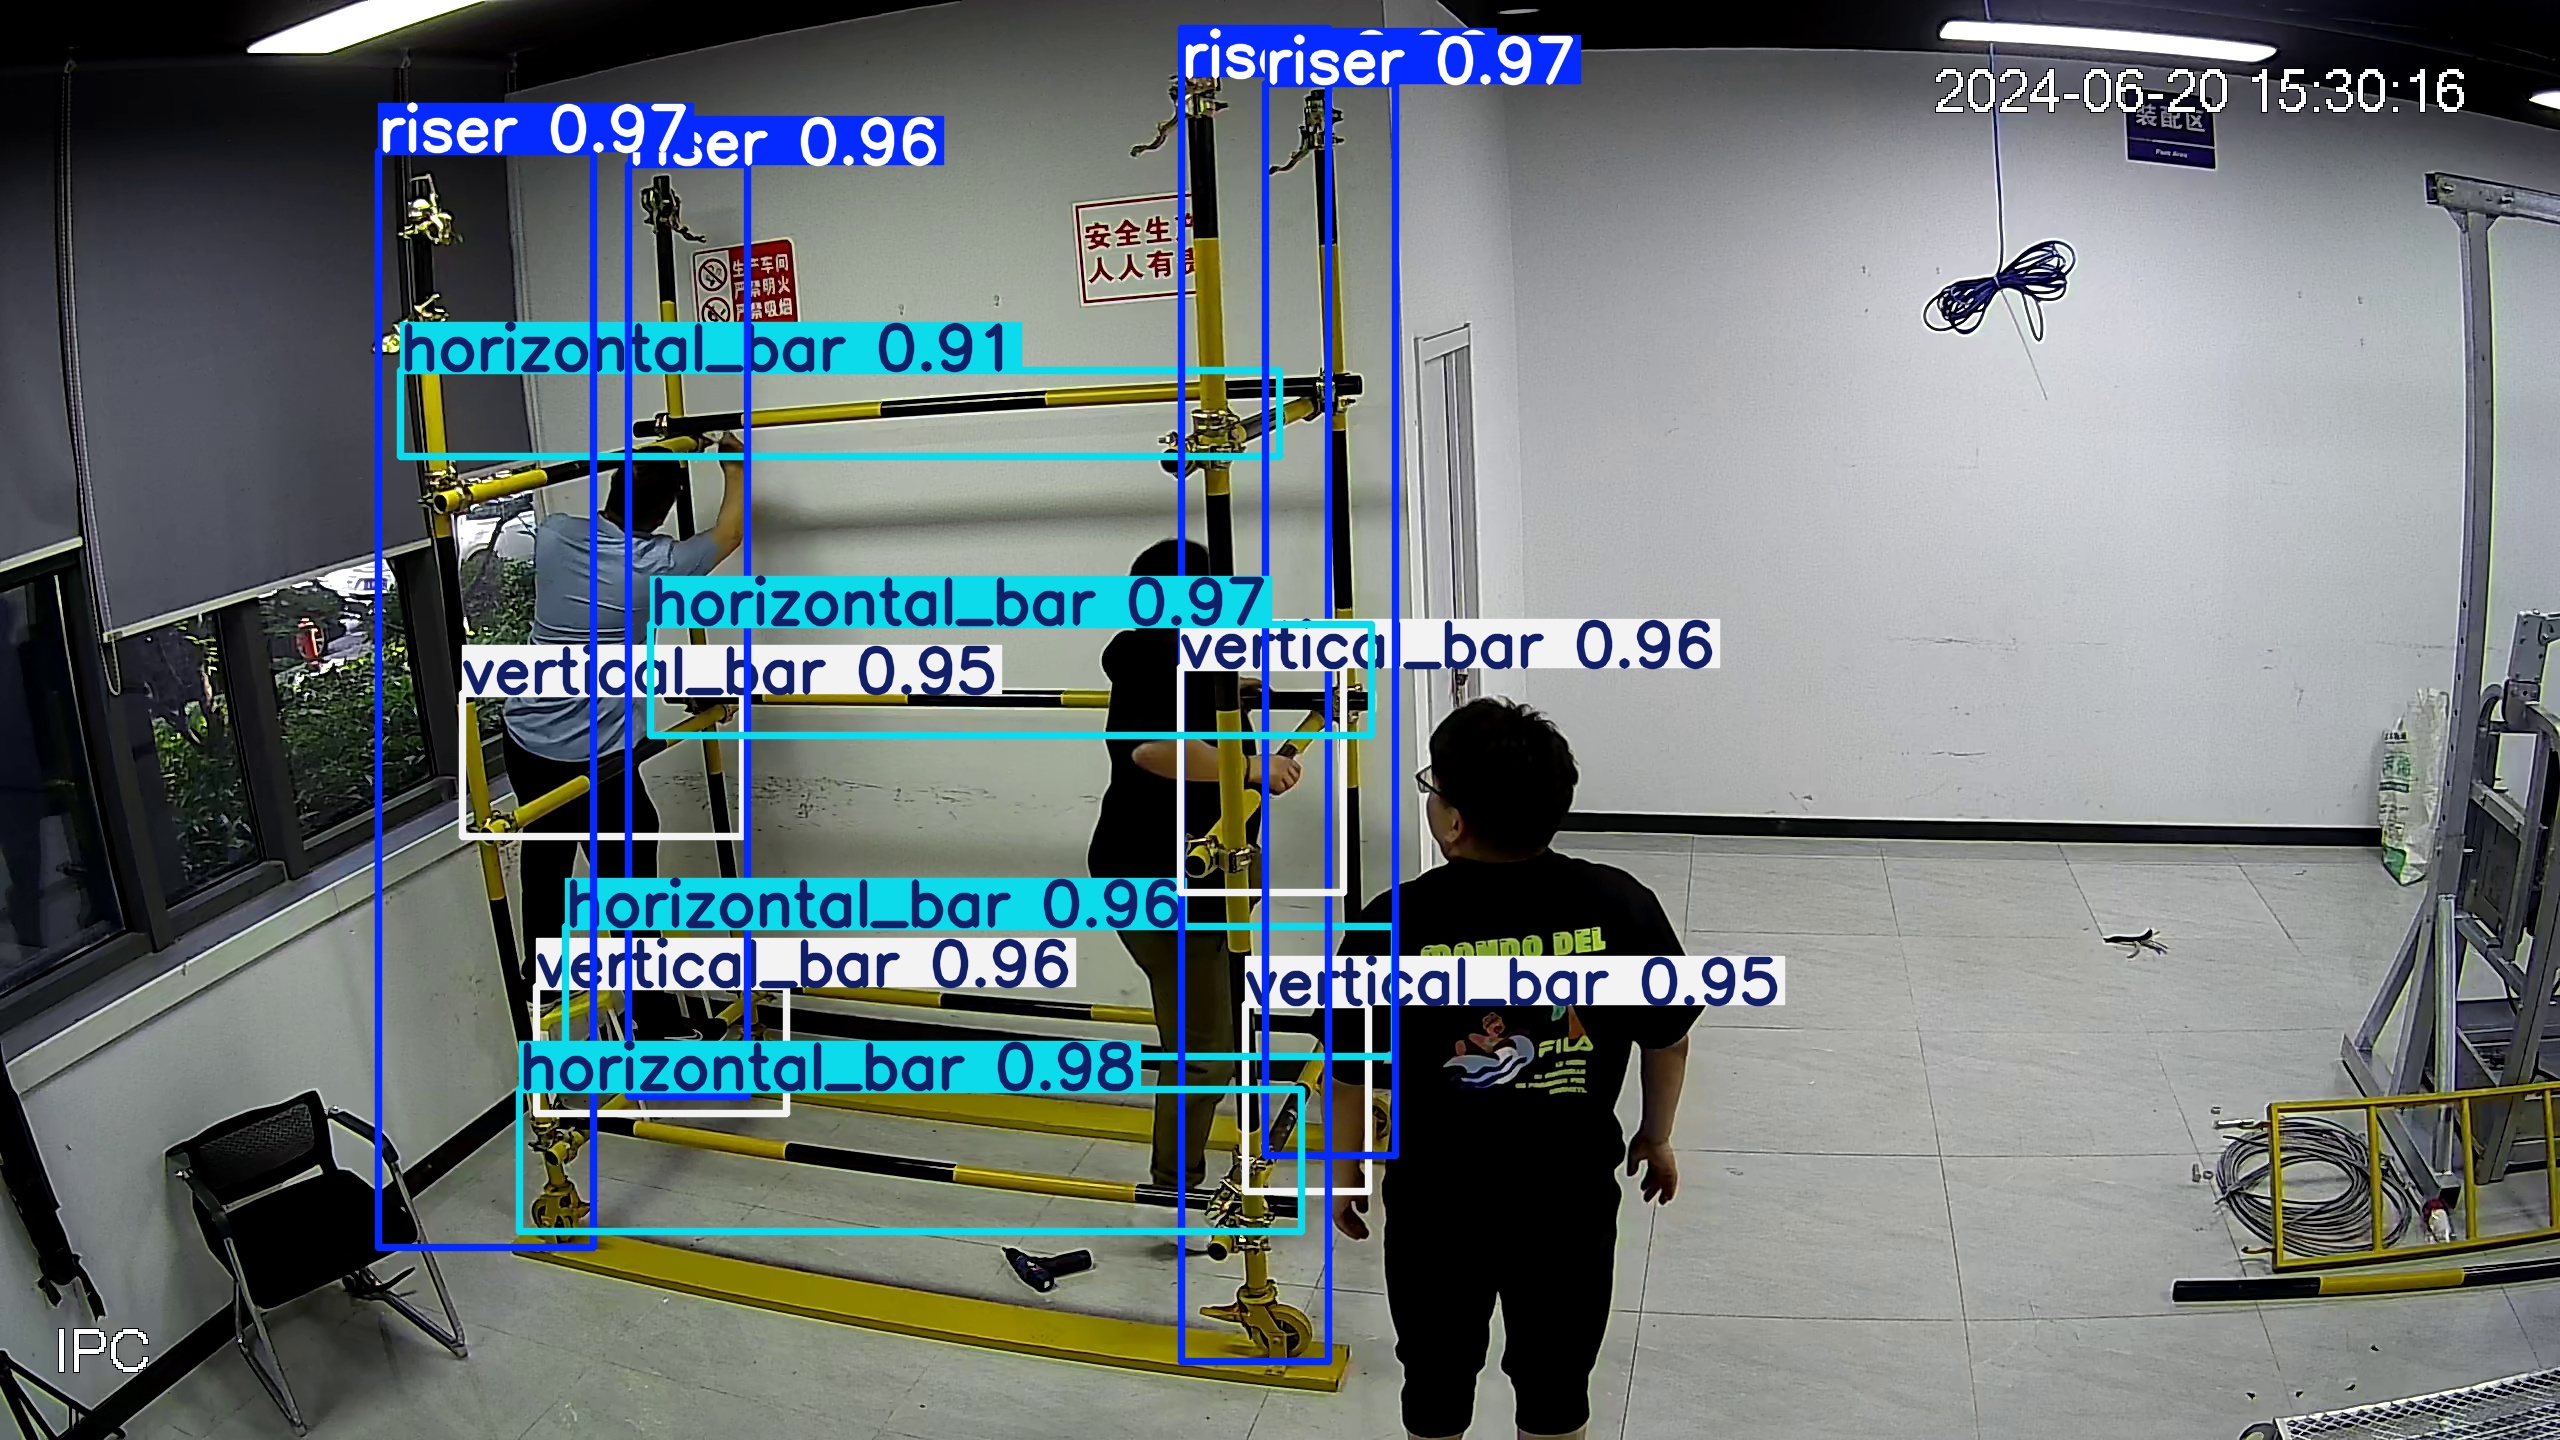 riser 0.97
2024-06-20 15:30:16
riser 0.97
0.96
装配区
安全生
人人有
生产车间
严禁明火
严禁吸烟
horizontal_bar 0.91
horizontal_bar 0.97
vertical_bar 0.96
vertical_bar 0.95
horizontal_bar 0.96
MONDO DEL
vertical_bar 0.96
vertical_bar 0.95
FILA
horizontal_bar 0.98
IPC